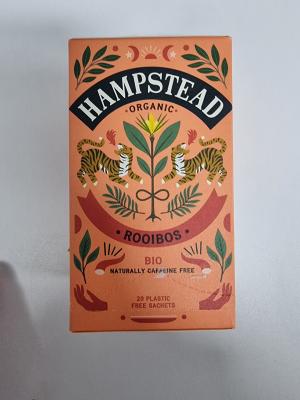 HAMPSTEAD
·ORGANIC·
·ROOIBOS·
BIO
NATURALLY CAFFEINE FREE
20 PLASTIC
FREE SACHETS